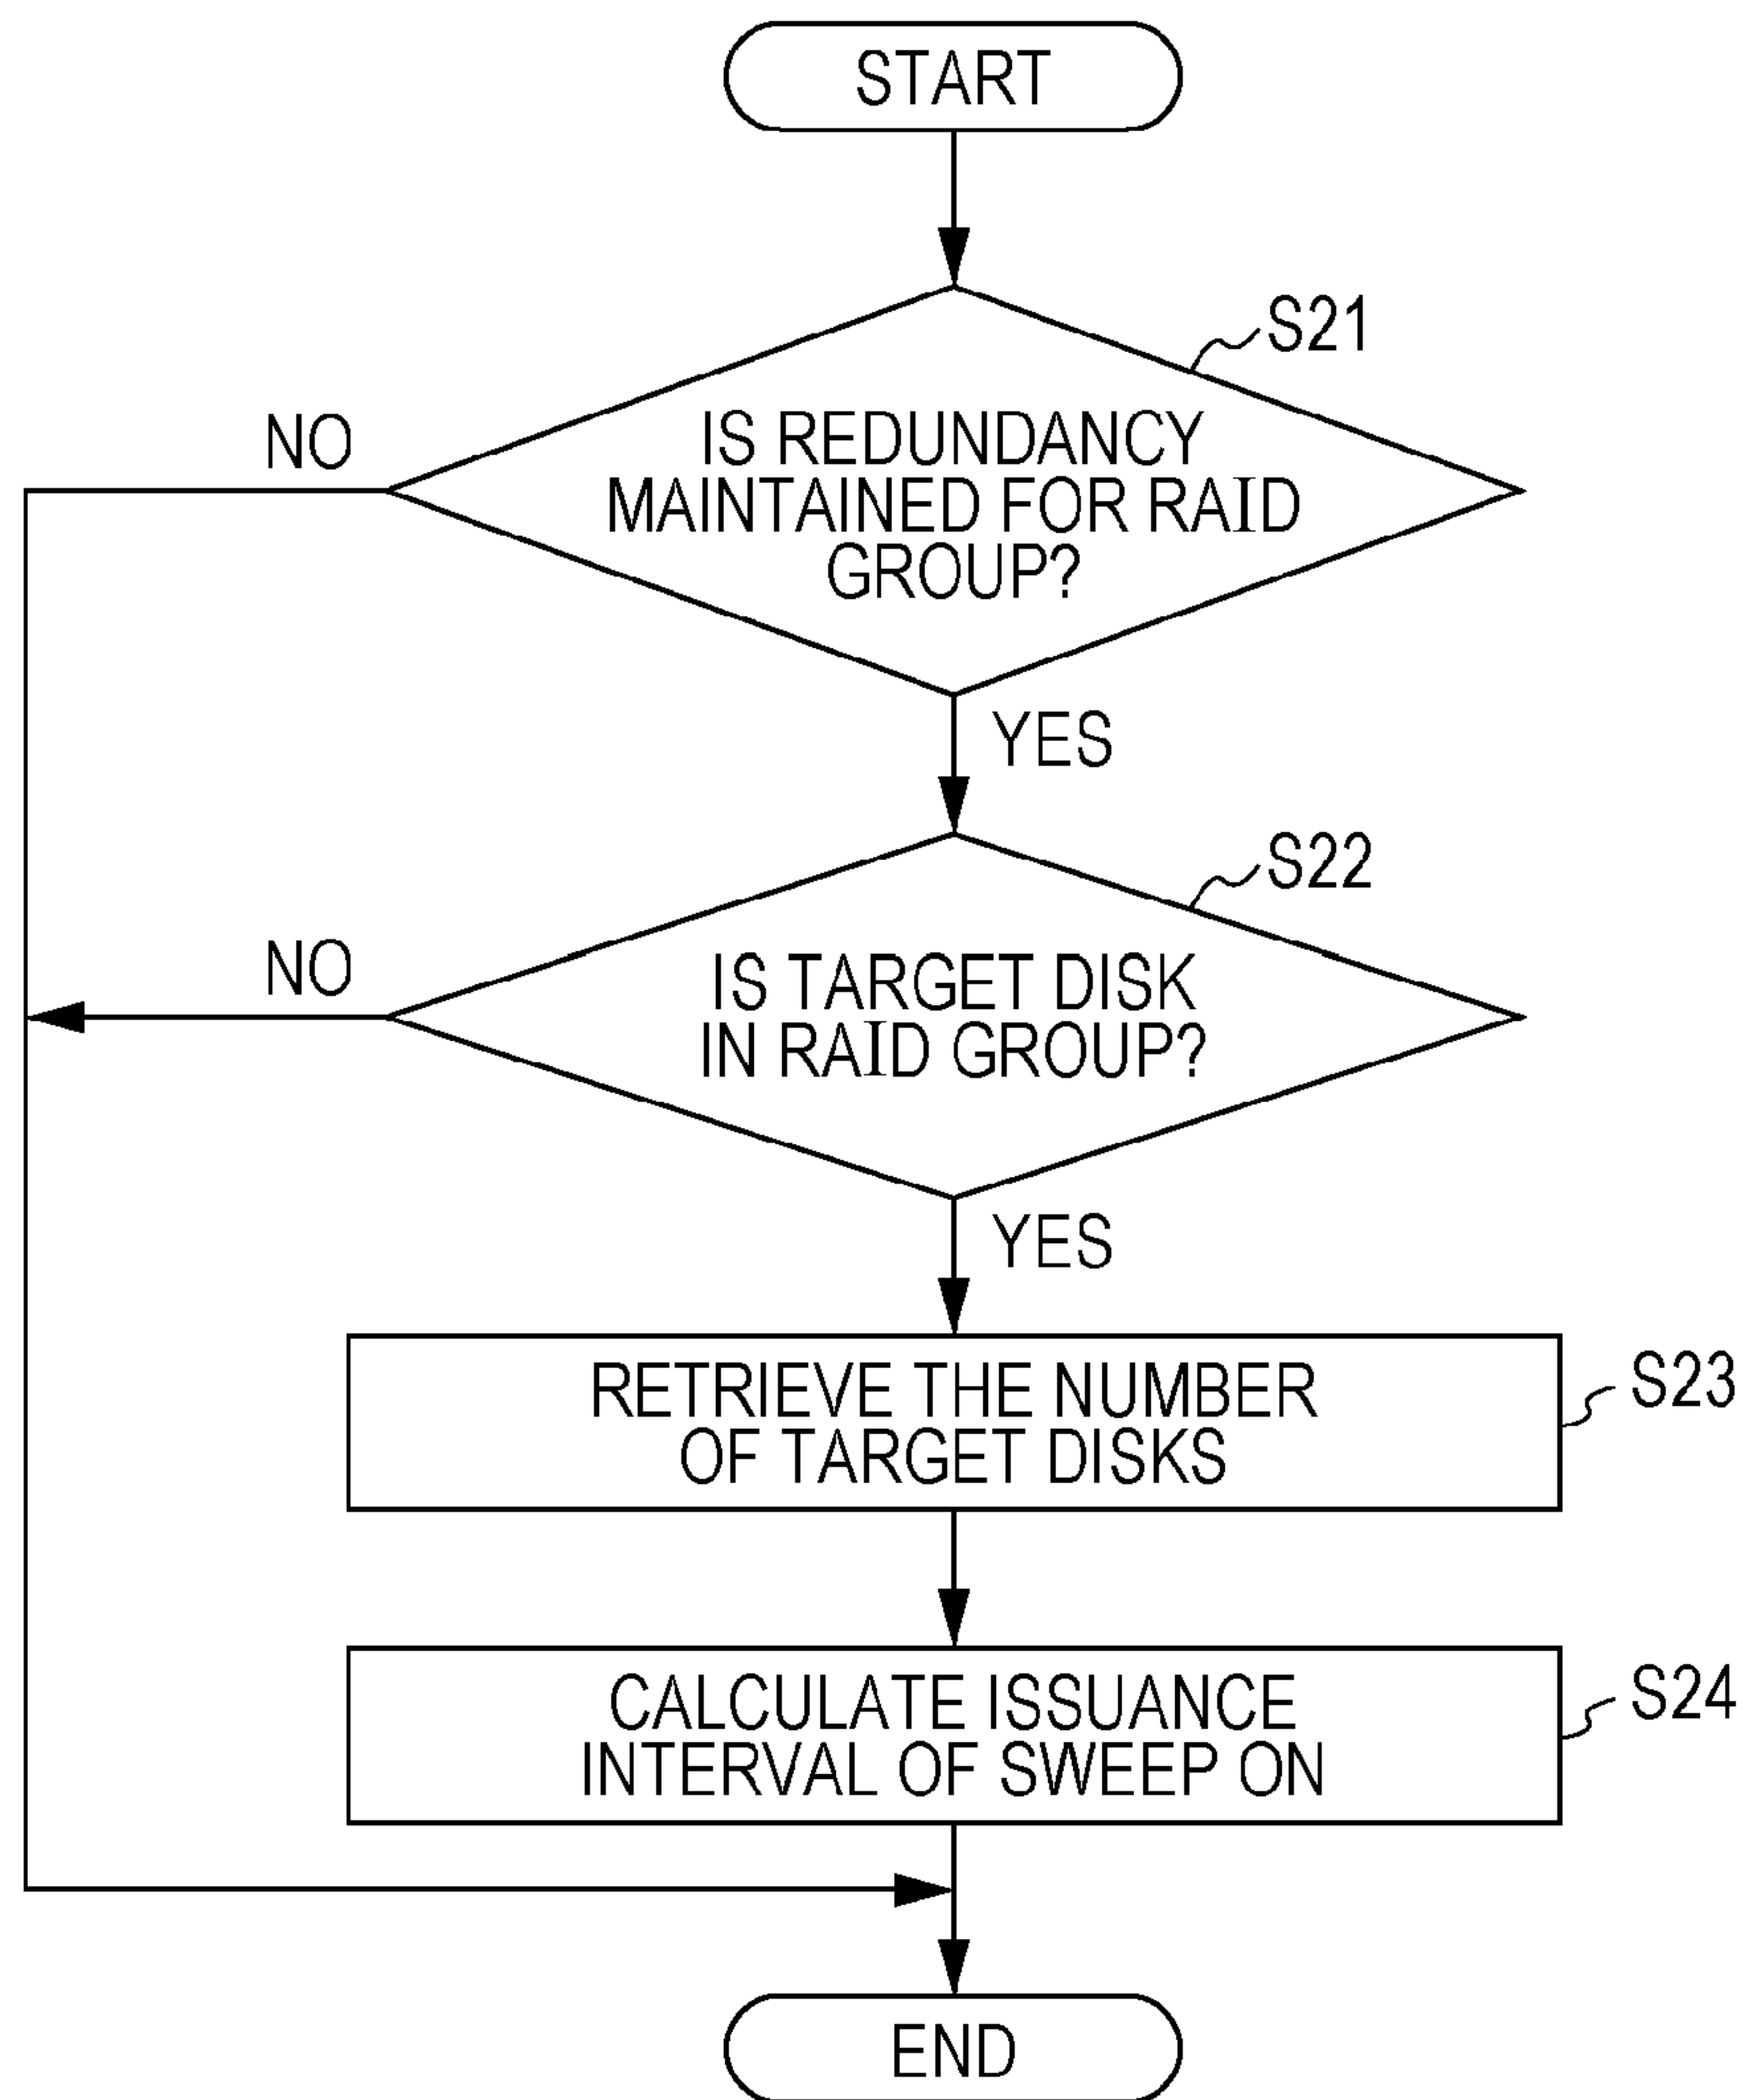 START
S21
NO
IS REDUNDANCY
MAINTAINED FOR RAID
GROUP?
YES
S22
NO
IS TARGET DISK
IN RAID GROUP?
YES
RETRIEVE THE NUMBER
OF TARGET DISKS
S23
CALCULATE ISSUANCE
INTERVAL OF SWEEP ON
S24
END